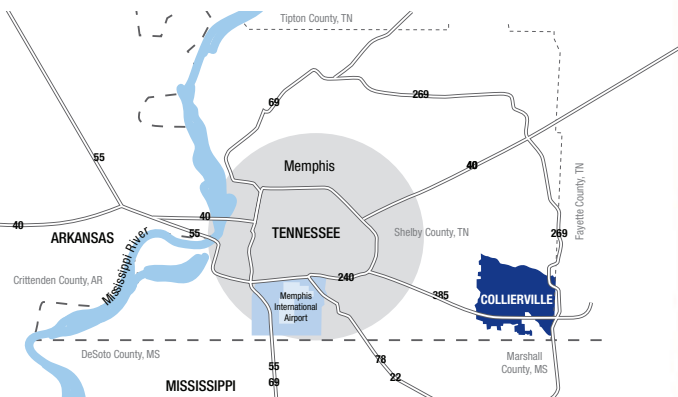 Tipton County, TN
69
269
55
Memphis
40
Fayette County, TN
40
40
55
ARKANSAS
TENNESSEE
Shelby County, TN
269
Mississippi River
Crittenden County, AR
240
385
COLLIERVILLE
Memphis
International
Airport
DeSoto County, MS
78
Marshall
County, MS
55
69
22
MISSISSIPPI